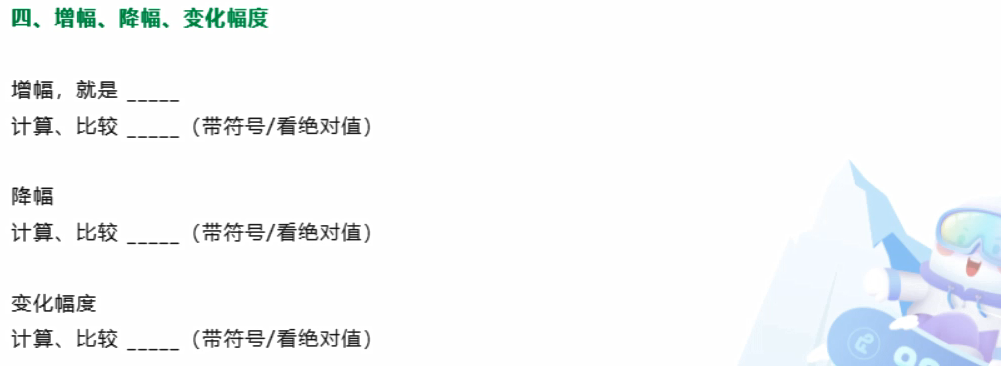 四、增幅、降幅、变化幅度
增幅，就是 _____
计算、比较 _____（带符号/看绝对值）
降幅
计算、比较 _____（带符号/看绝对值）
变化幅度
计算、比较 _____（带符号/看绝对值）